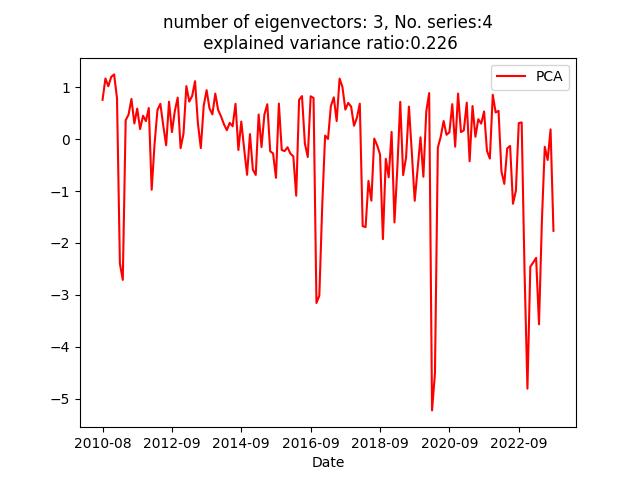 number of eigenvectors: 3, No. series:4
explained variance ratio:0.226
PCA
1
0
−1
−2
−3
−4
−5
2010-08 2012-09 2014-09 2016-09 2018-09 2020-09 2022-09
Date